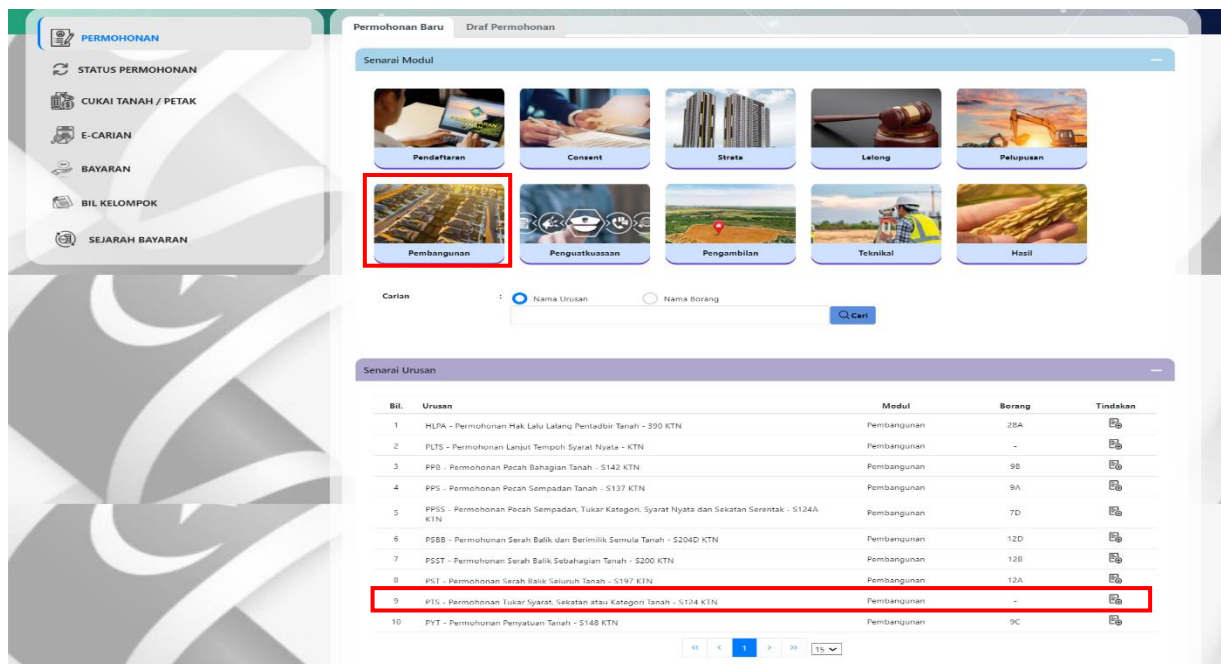 PERMOHONAN
STATUS PERMOHONAN
CUKAI TANAH / PETAK
E-CARIAN
BAYARAN
BIL KELOMPOK
SEJARAH BAYARAN
Permohonan Baru Draf Permohonan
Senarai Modul
Pendaftaran Consent Strata Lelong Pelupusan
Pembangunan Penguatkuasaan Pengambilan Teknikal Hasil
Carian : Nama Urusan Nama Borang
Cari
Senarai Urusan
Bil. Urusan Modul Borang Tindakan
1 HLPA - Permohonan Hak Lalu Lalang Pentadbir Tanah - 390 KTN Pembangunan 28A
2 PLTS - Permohonan Lanjut Tempoh Syarat Nyata - KTN Pembangunan -
3 PPB - Permohonan Pecah Bahagian Tanah - S142 KTN Pembangunan 9B
4 PPS - Permohonan Pecah Sempadan Tanah - S137 KTN Pembangunan 9A
5 PPSS - Permohonan Pecah Sempadan, Tukar Kategori, Syarat Nyata dan Sekatan Serentak - S124A Pembangunan 7D
KTN
6 PSBB - Permohonan Serah Balik dan Berimilik Semula Tanah - S204D KTN Pembangunan 12D
7 PSST - Permohonan Serah Balik Sebahagian Tanah - S200 KTN Pembangunan 12B
8 PST - Permohonan Serah Balik Seluruh Tanah - S197 KTN Pembangunan 12A
9 PTS - Permohonan Tukar Syarat, Sekatan atau Kategori Tanah - S124 KTN Pembangunan -
10 PYT - Permohonan Penyatuan Tanah - S148 KTN Pembangunan 9C
« < 1 > » 15